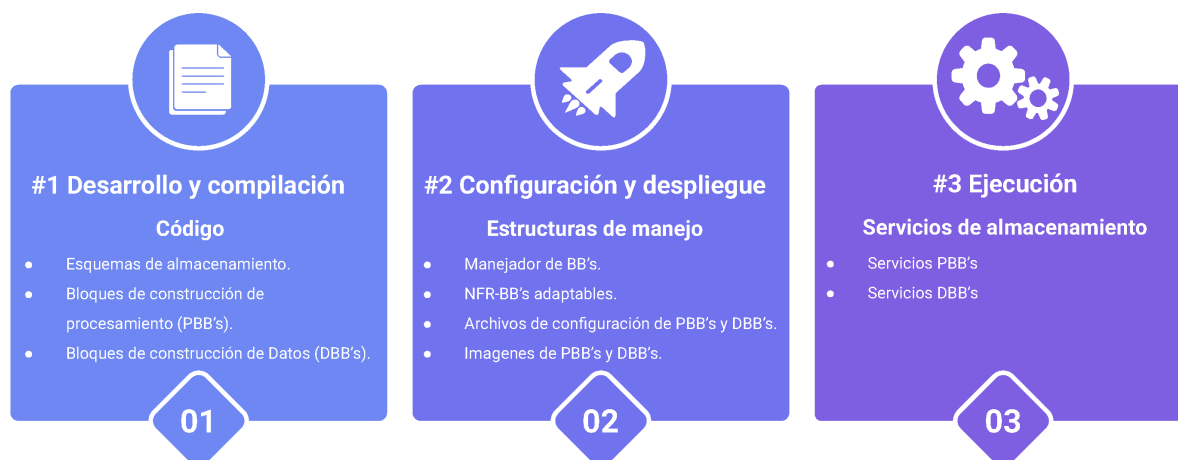 #1 Desarrollo y compilación
Código
• Esquemas de almacenamiento.
• Bloques de construcción de
procesamiento (PBB's).
• Bloques de construcción de Datos (DBB's).
01
#2 Configuración y despliegue
Estructuras de manejo
• Manejador de BB's.
• NFR-BB's adaptables.
• Archivos de configuración de PBB's y DBB's.
• Imagenes de PBB's y DBB's.
02
#3 Ejecución
Servicios de almacenamiento
• Servicios PBB's
• Servicios DBB's
03